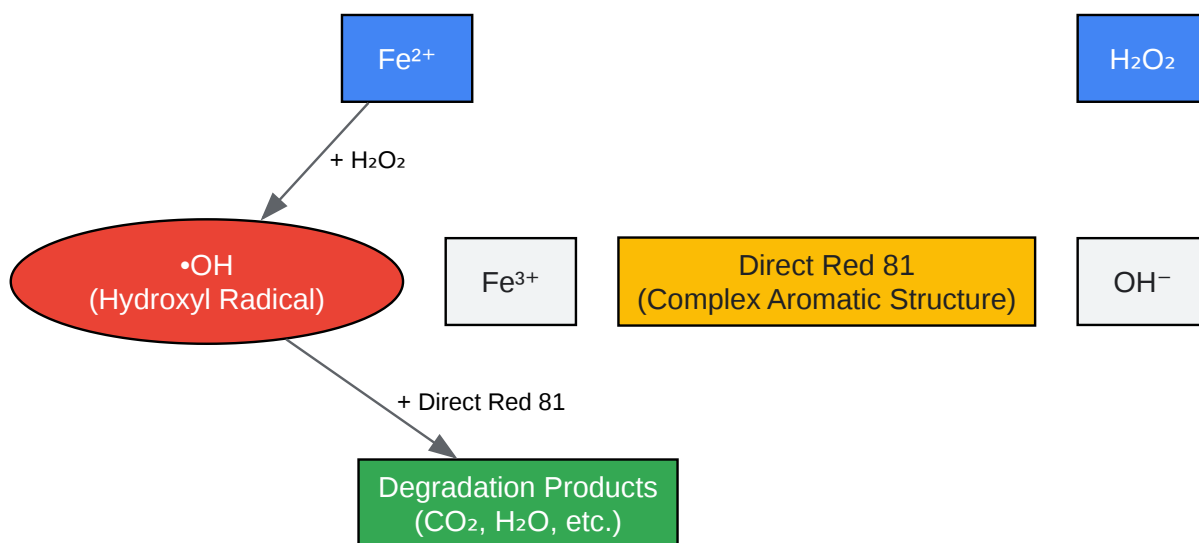 Fe²⁺
H₂O₂
+ H₂O₂
•OH
(Hydroxyl Radical)
Fe³⁺
Direct Red 81
(Complex Aromatic Structure)
OH⁻
+ Direct Red 81
Degradation Products
(CO₂, H₂O, etc.)